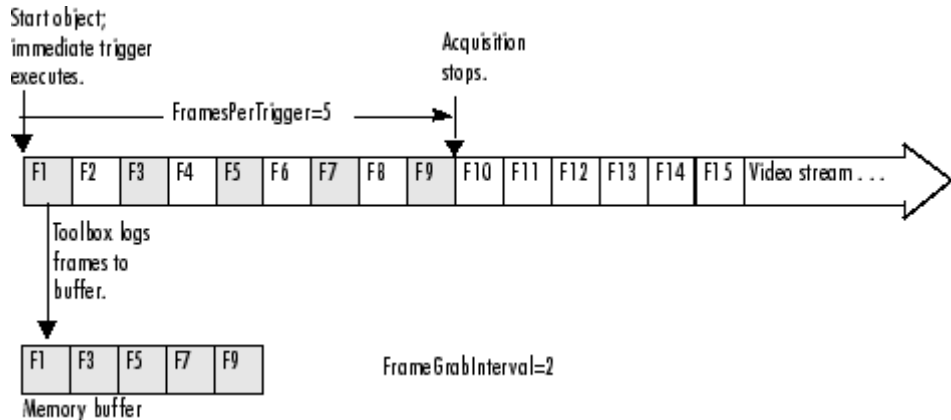 Start object;
immediate trigger
executes.
Acquisition
stops.
FramesPerTrigger=5
F1 F2 F3 F4 F5 F6 F7 F8 F9 F10 F11 F12 F13 F14 F15 Video stream . . .
Toolbox logs
frames to
buffer.
F1 F3 F5 F7 F9
FrameGrabInterval=2
Memory buffer